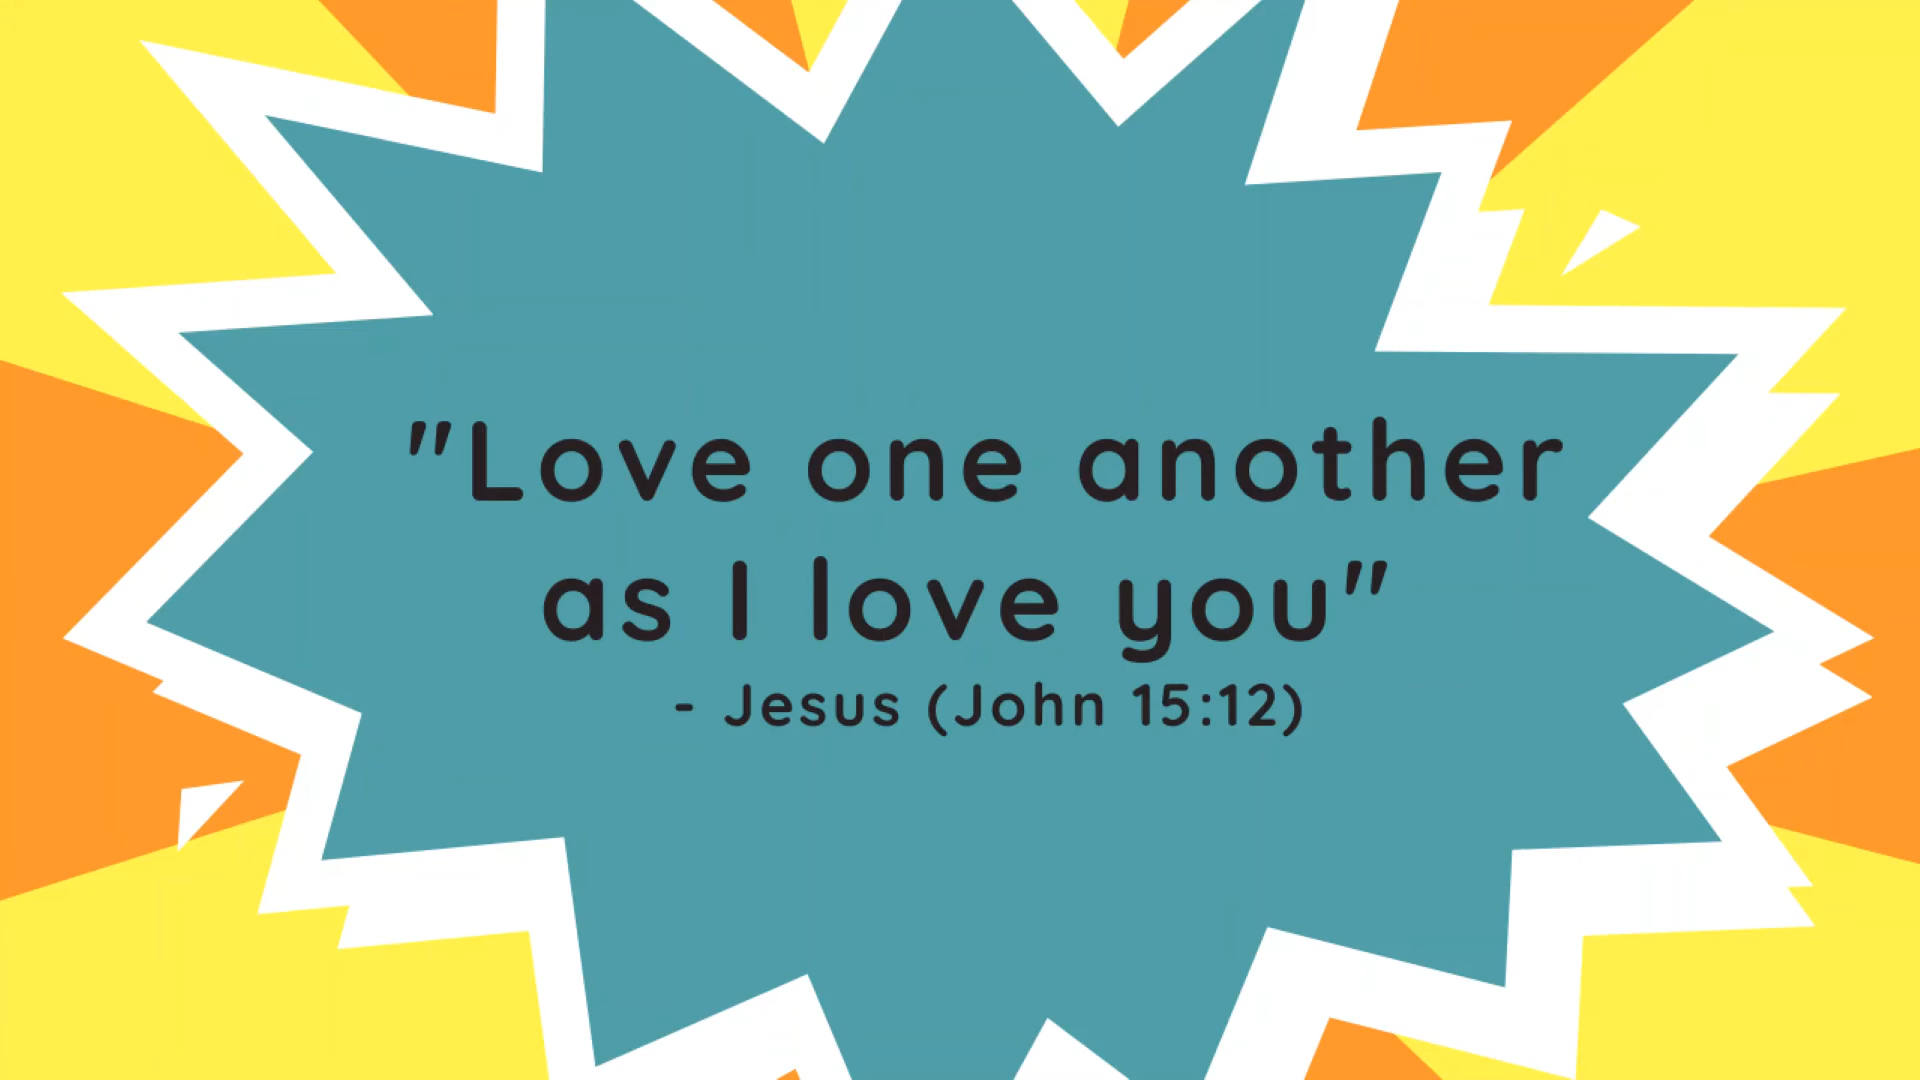 "Love one another
as I love you"
- Jesus (John 15:12)